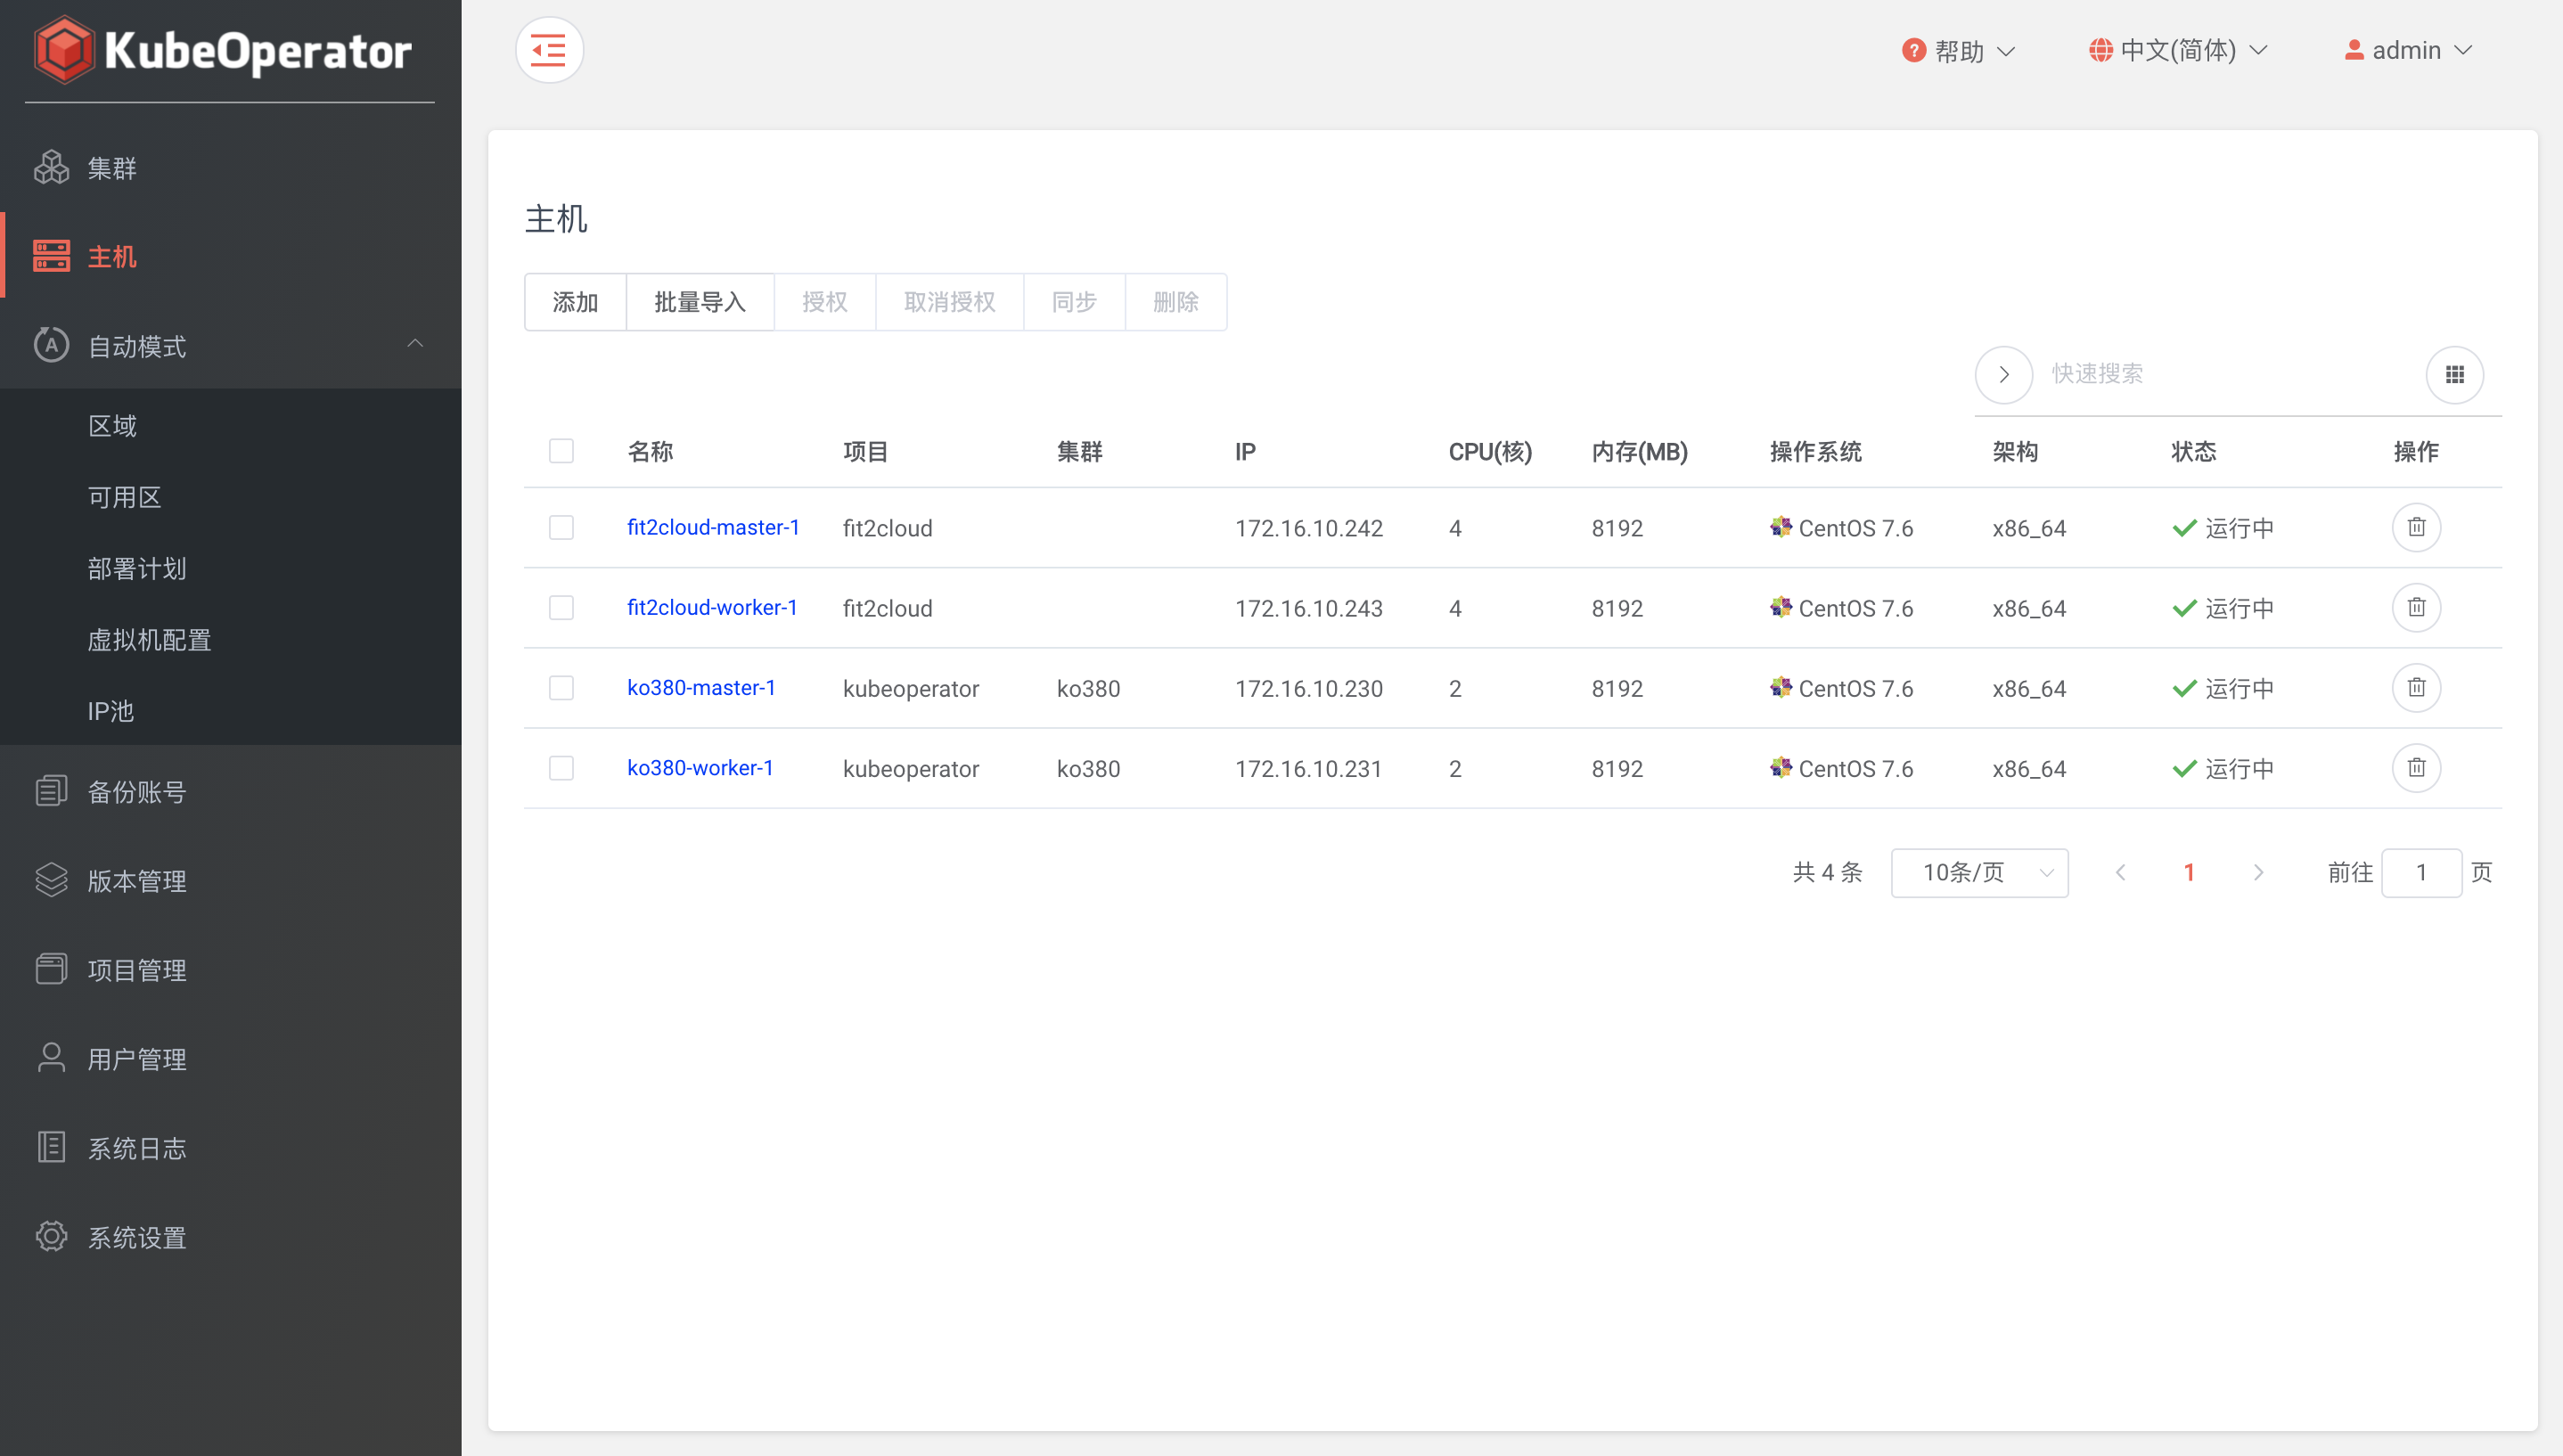 KubeOperator
帮助
中文(简体)
admin
集群
主机
自动模式
区域
可用区
部署计划
虚拟机配置
IP池
备份账号
版本管理
项目管理
用户管理
系统日志
系统设置
主机
添加 批量导入 授权 取消授权 同步 删除
快速搜索
名称 项目 集群 IP CPU(核) 内存(MB) 操作系统 架构 状态 操作
fit2cloud-master-1 fit2cloud 172.16.10.242 4 8192 CentOS 7.6 x86_64 运行中
fit2cloud-worker-1 fit2cloud 172.16.10.243 4 8192 CentOS 7.6 x86_64 运行中
ko380-master-1 kubeoperator ko380 172.16.10.230 2 8192 CentOS 7.6 x86_64 运行中
ko380-worker-1 kubeoperator ko380 172.16.10.231 2 8192 CentOS 7.6 x86_64 运行中
共 4 条 10条/页 1 前往 1 页